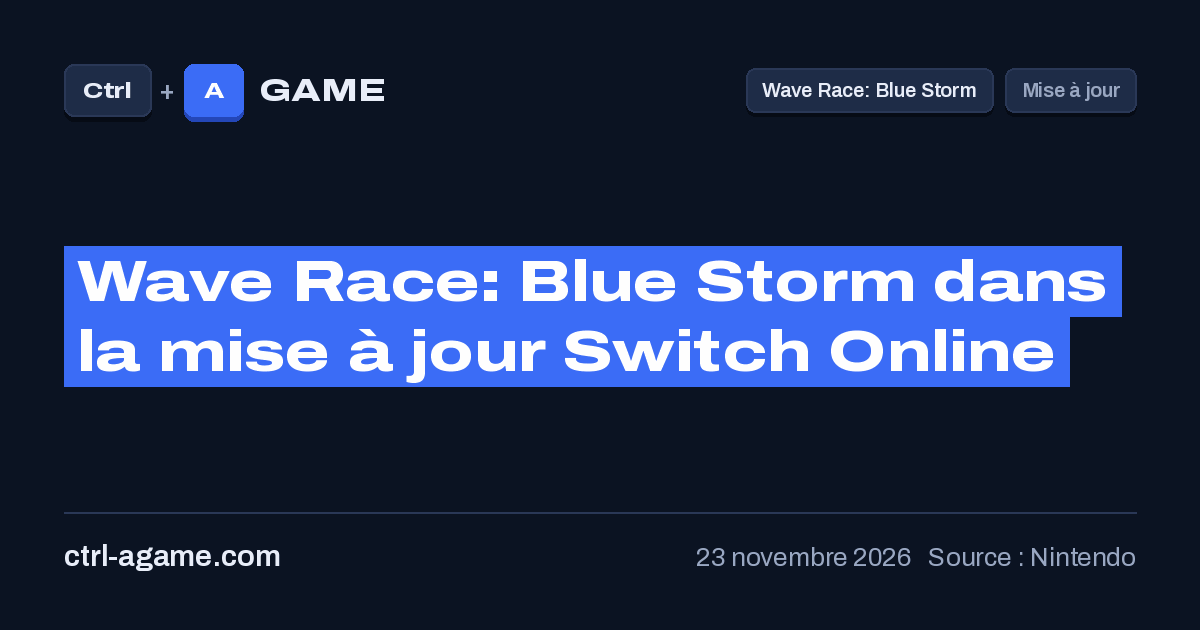 Ctrl + A GAME
Wave Race: Blue Storm
Mise à jour
Wave Race: Blue Storm dans
la mise à jour Switch Online
ctrl-agame.com
23 novembre 2026 Source : Nintendo